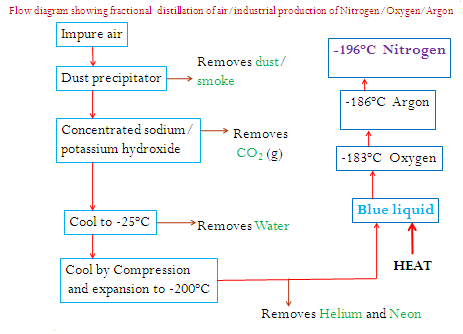 Flow diagram showing fractional distillation of air/industrial production of Nitrogen/Oxygen/Argon
Impure air
Dust precipitator
Removes dust/
smoke
Concentrated sodium/
potassium hydroxide
Removes
CO₂ (g)
Cool to -25°C
Removes Water
Cool by Compression
and expansion to -200°C
Removes Helium and Neon
-196°C Nitrogen
-186°C Argon
-183°C Oxygen
Blue liquid
HEAT